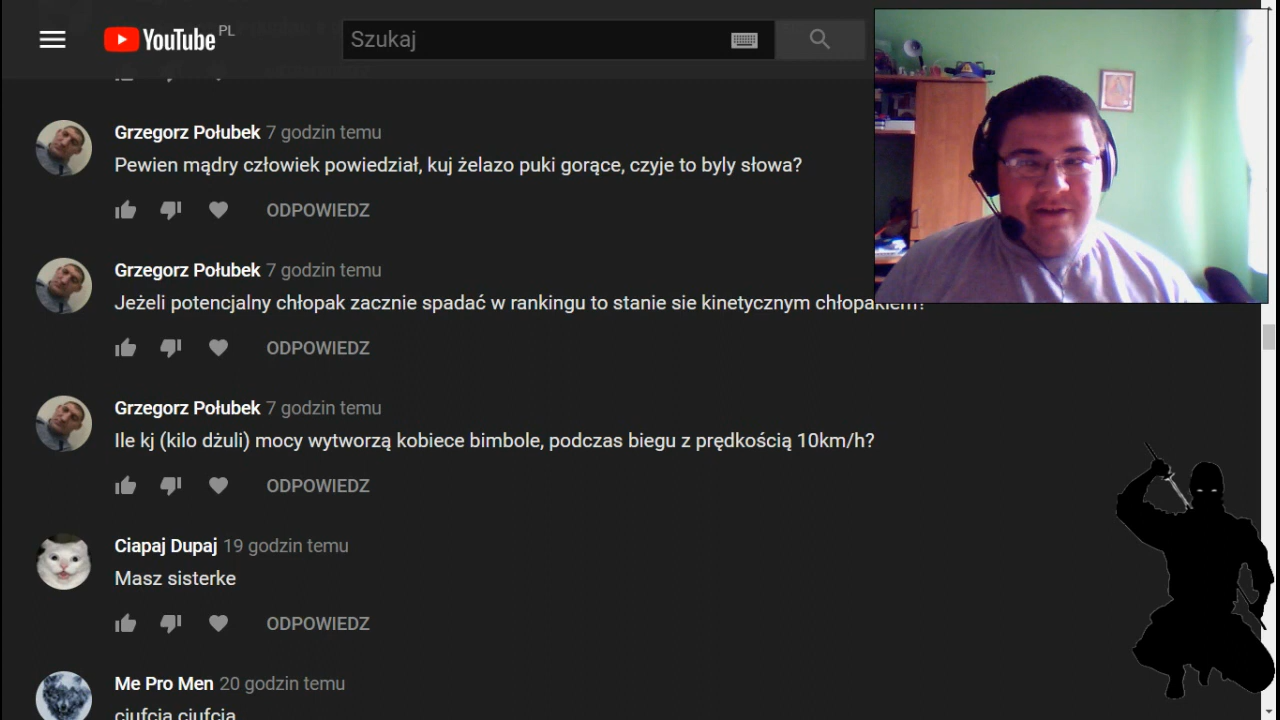 YouTube PL
Szukaj
Grzegorz Połubek 7 godzin temu
Pewien mądry człowiek powiedział, kuj żelazo puki gorące, czyje to byly słowa?
ODPOWIEDZ
Grzegorz Połubek 7 godzin temu
Jeżeli potencjalny chłopak zacznie spadać w rankingu to stanie sie kinetycznym chłopakiem?
ODPOWIEDZ
Grzegorz Połubek 7 godzin temu
Ile kj (kilo dżuli) mocy wytworzą kobiece bimbole, podczas biegu z prędkością 10km/h?
ODPOWIEDZ
Ciapaj Dupaj 19 godzin temu
Masz sisterke
ODPOWIEDZ
Me Pro Men 20 godzin temu
ciufcia ciufcia